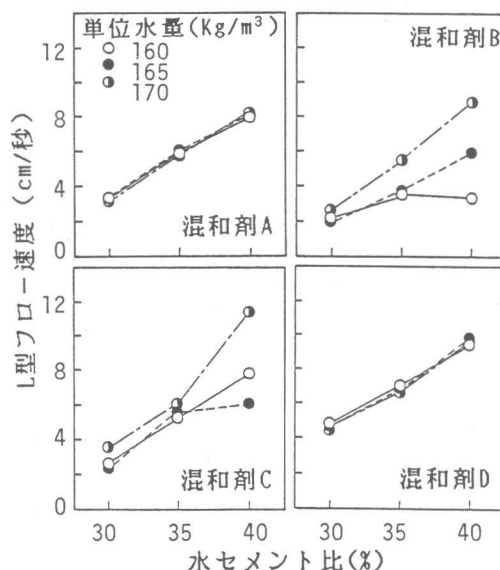 単位水量(Kg/m³)
○ 160
● 165
◑ 170
混和剤A
混和剤B
混和剤C
混和剤D
12
8
4
0
12
8
4
0
L型フロー速度 (cm/秒)
30 35 40 30 35 40
水セメント比(%)